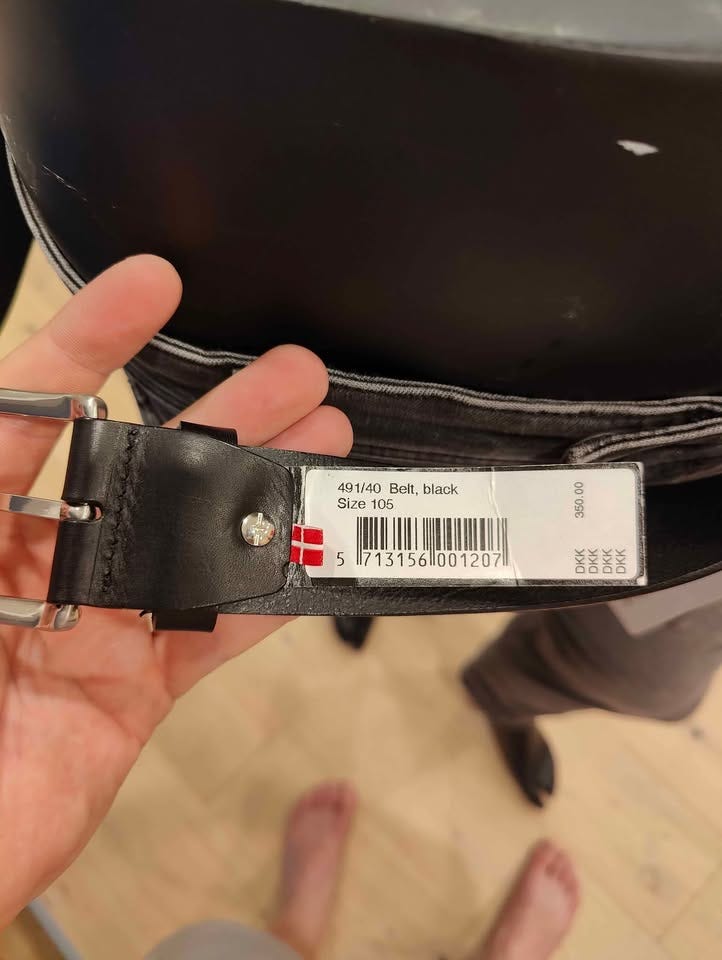 491/40 Belt, black
Size 105
5 713156 001207
DKK 350.00
DKK
DKK
DKK